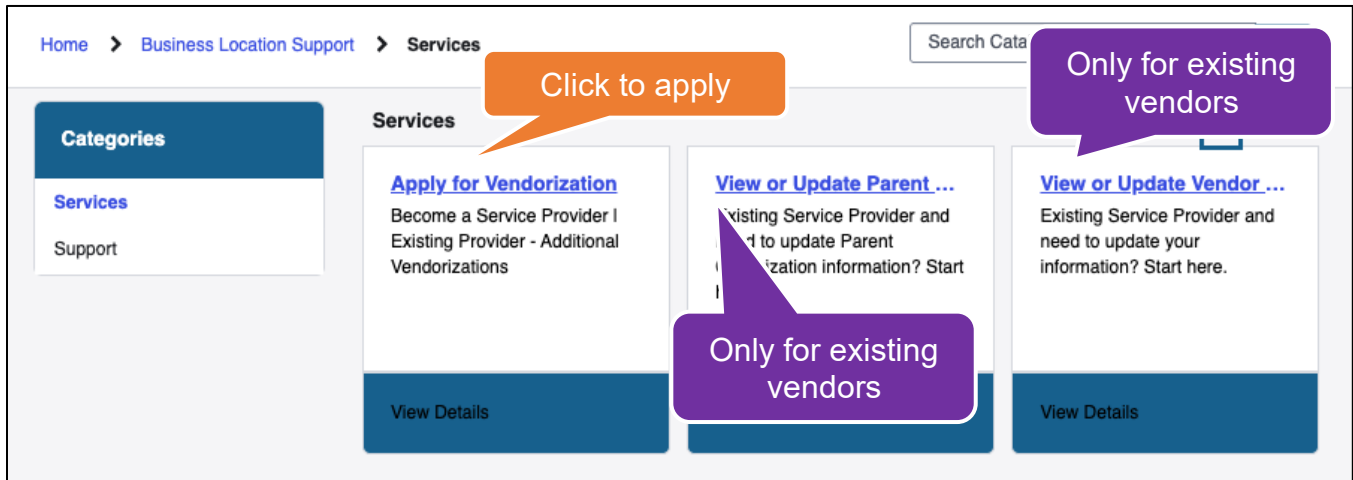 Home > Business Location Support > Services
Search Cata
Click to apply
Only for existing
vendors
Categories
Services
Support
Services
Apply for Vendorization
Become a Service Provider |
Existing Provider - Additional
Vendorizations
View Details
View or Update Parent ...
Existing Service Provider and
to update Parent
information? Start
Only for existing
vendors
View or Update Vendor ...
Existing Service Provider and
need to update your
information? Start here.
View Details